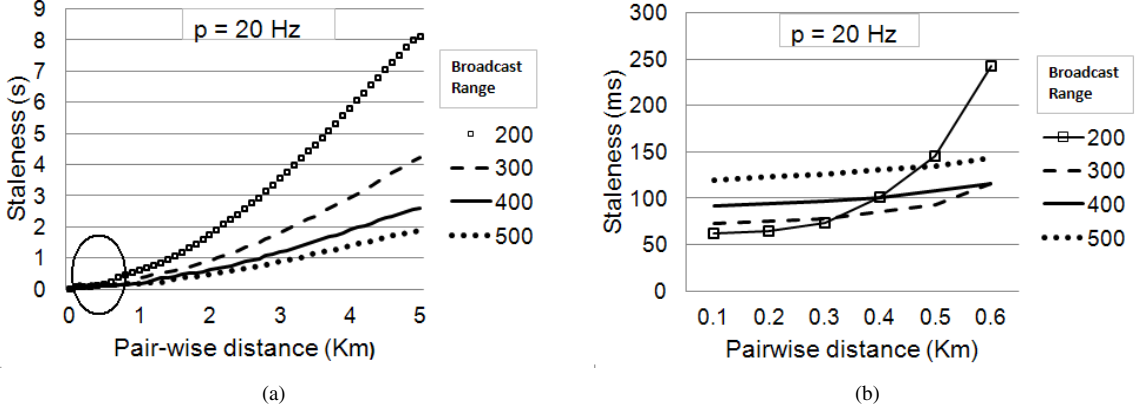 p = 20 Hz
Staleness (s)
9
8
7
6
5
4
3
2
1
0
0 1 2 3 4 5
Pair-wise distance (Km)
Broadcast
Range
200
300
400
500
(a)
p = 20 Hz
Staleness (ms)
300
250
200
150
100
50
0
0.1 0.2 0.3 0.4 0.5 0.6
Pairwise distance (Km)
Broadcast
Range
200
300
400
500
(b)